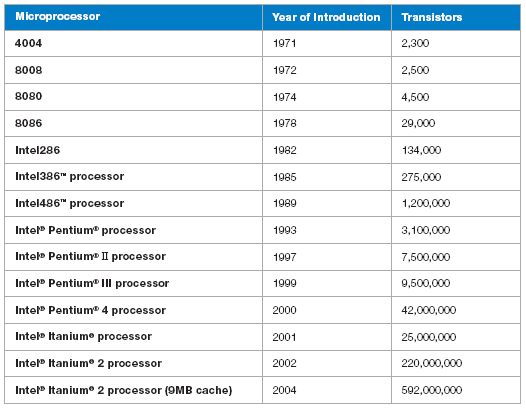 Microprocessor Year of Introduction Transistors
4004 1971 2,300
8008 1972 2,500
8080 1974 4,500
8086 1978 29,000
Intel286 1982 134,000
Intel386™ processor 1985 275,000
Intel486™ processor 1989 1,200,000
Intel® Pentium® processor 1993 3,100,000
Intel® Pentium® II processor 1997 7,500,000
Intel® Pentium® III processor 1999 9,500,000
Intel® Pentium® 4 processor 2000 42,000,000
Intel® Itanium® processor 2001 25,000,000
Intel® Itanium® 2 processor 2002 220,000,000
Intel® Itanium® 2 processor (9MB cache) 2004 592,000,000